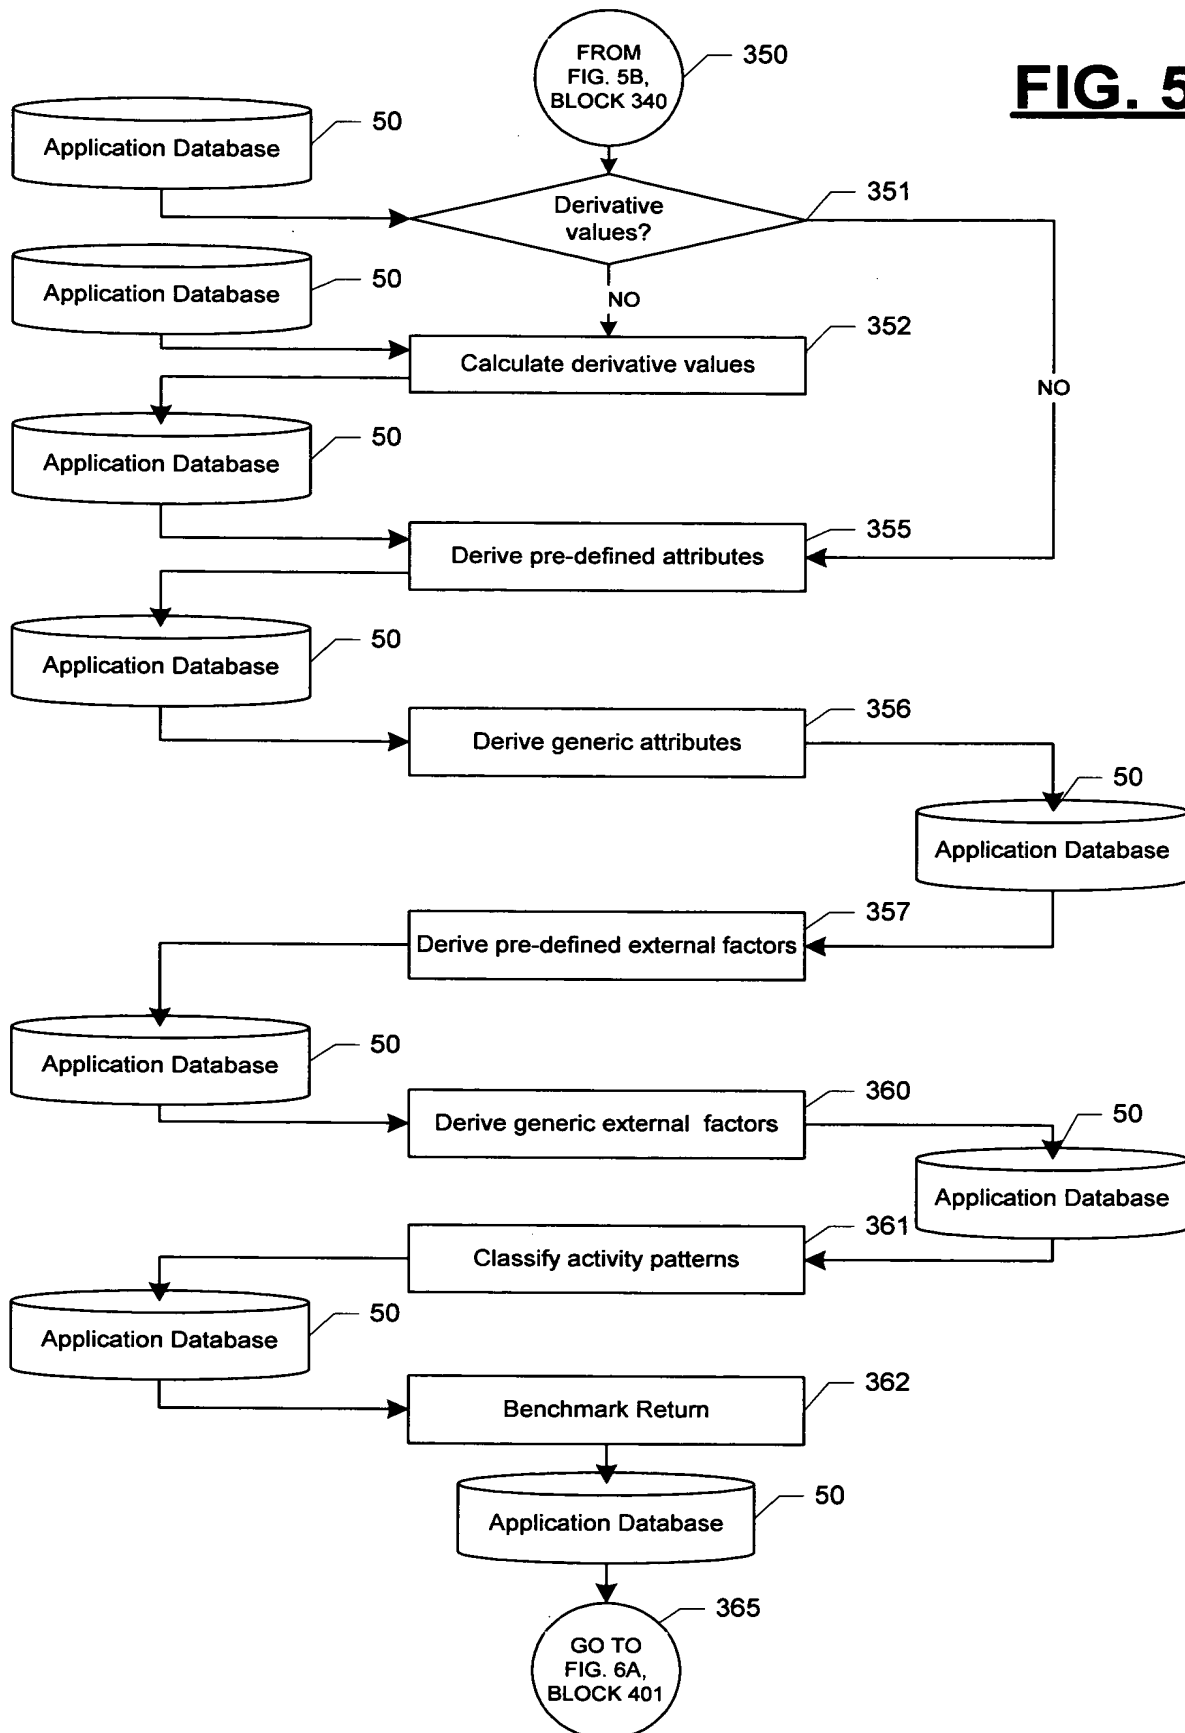 FROM
FIG. 5B,
BLOCK 340
350
FIG. 5
50
Application Database
Derivative
values?
351
50
Application Database
NO
352
Calculate derivative values
NO
50
Application Database
355
Derive pre-defined attributes
50
Application Database
356
Derive generic attributes
50
Application Database
357
Derive pre-defined external factors
50
Application Database
360
Derive generic external factors
50
Application Database
361
Classify activity patterns
50
Application Database
362
Benchmark Return
50
Application Database
365
GO TO
FIG. 6A,
BLOCK 401